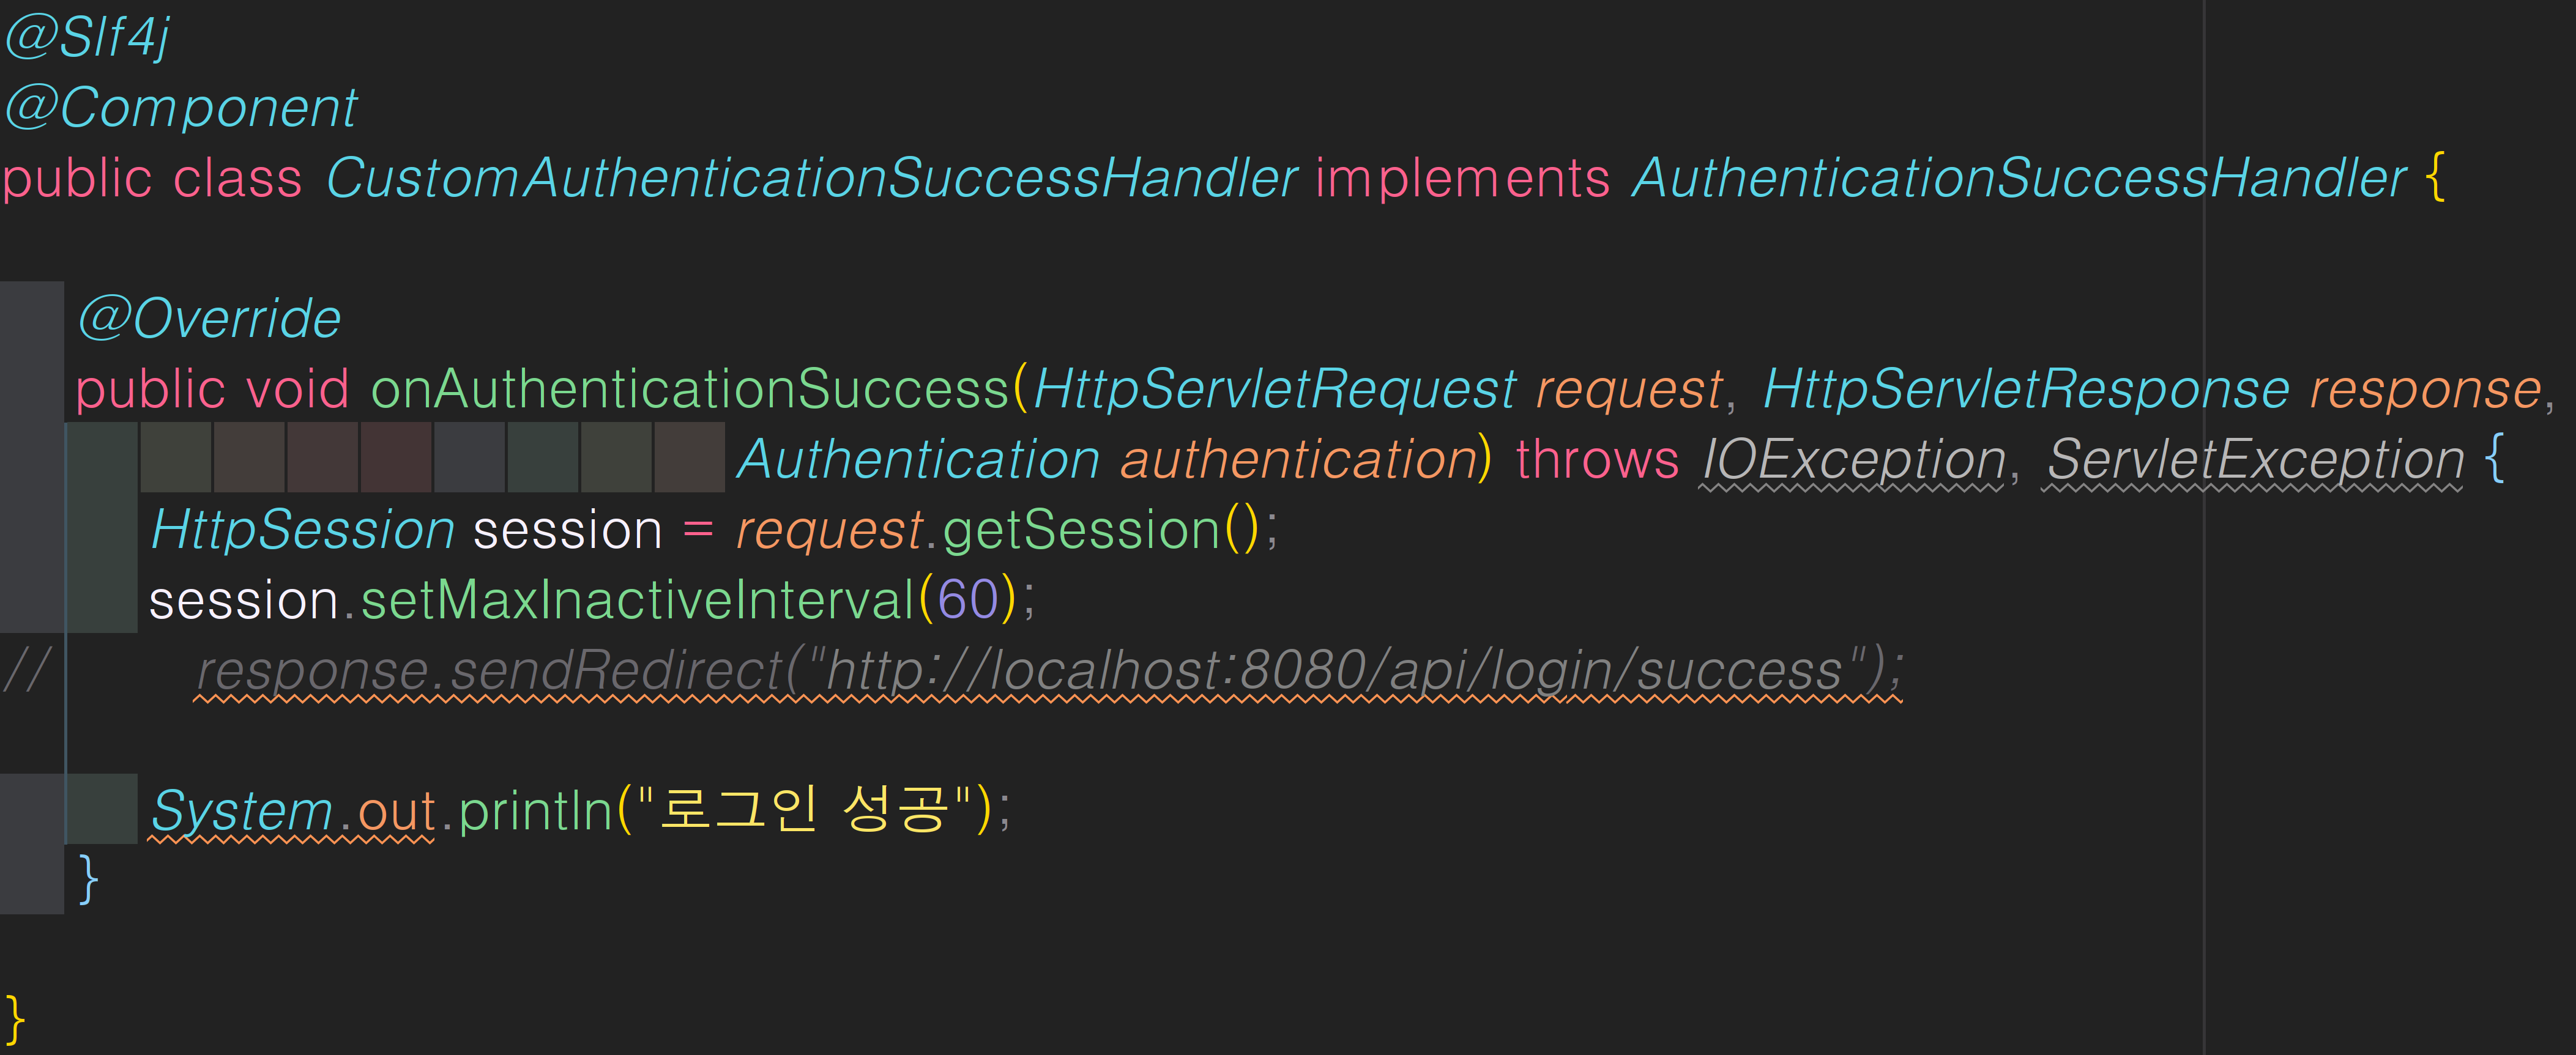 @Slf4j
@Component
public class CustomAuthenticationSuccessHandler implements AuthenticationSuccessHandler {
@Override
public void onAuthenticationSuccess(HttpServletRequest request, HttpServletResponse response,
Authentication authentication) throws IOException, ServletException {
HttpSession session = request.getSession();
session.setMaxInactiveInterval(60);
// response.sendRedirect("http://localhost:8080/api/login/success");
System.out.println("로그인 성공");
}
}